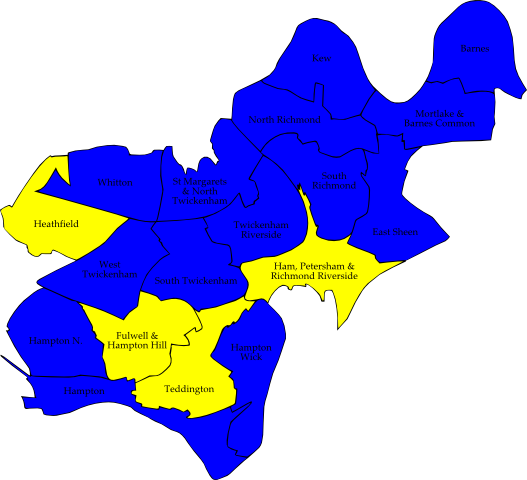 Kew
Barnes
North Richmond
Mortlake &
Barnes Common
Whitton
St Margarets
& North
Twickenham
South
Richmond
Heathfield
Twickenham
Riverside
East Sheen
West
Twickenham
South Twickenham
Ham, Petersham &
Richmond Riverside
Hampton N.
Fulwell &
Hampton Hill
Hampton
Wick
Hampton
Teddington